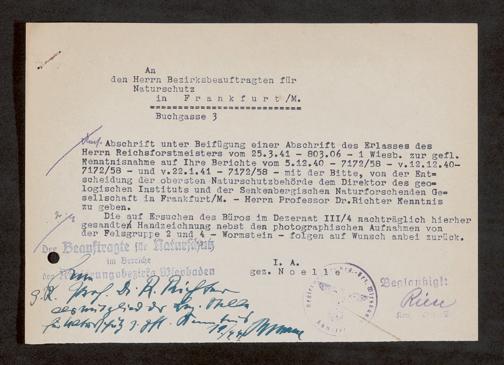 An
den Herrn Bezirksbeauftragten für
Naturschutz
in Frankfurt/M.
Buchgasse 3
Abschrift unter Beifügung einer Abschrift des Erlasses des
Herrn Reichsforstmeisters vom 25.3.41 - 803.06 - 1 Wiesb. zur gefl.
Kenntnisnahme auf Ihre Berichte vom 5.12.40 - 7172/58 - v.12.12.40-
7172/58 - und v.22.1.41 - 7172/58 - mit der Bitte, von der Ent=
scheidung der obersten Naturschutzbehörde dem Direktor des geo-
logischen Instituts und der Senkenbergischen Naturforschenden Ge=
sellschaft in Frankfurt/M. - Herrn Professor Dr.Richter Kenntnis
zu geben.
Die auf Ersuchen des Büros im Dezernat III/4 nachträglich hierher
gesandten Handzeichnung nebst den photographischen Aufnahmen von
der Felsgruppe 2 und 4 - Wormstein - folgen auf Wunsch anbei zurück.
Der Beauftragte für Naturschutz
im Bereiche
des Regierungsbezirks Wiesbaden
I. A.
gez. Noelle
Beglaubigt:
Prof. Dr. R. Richter